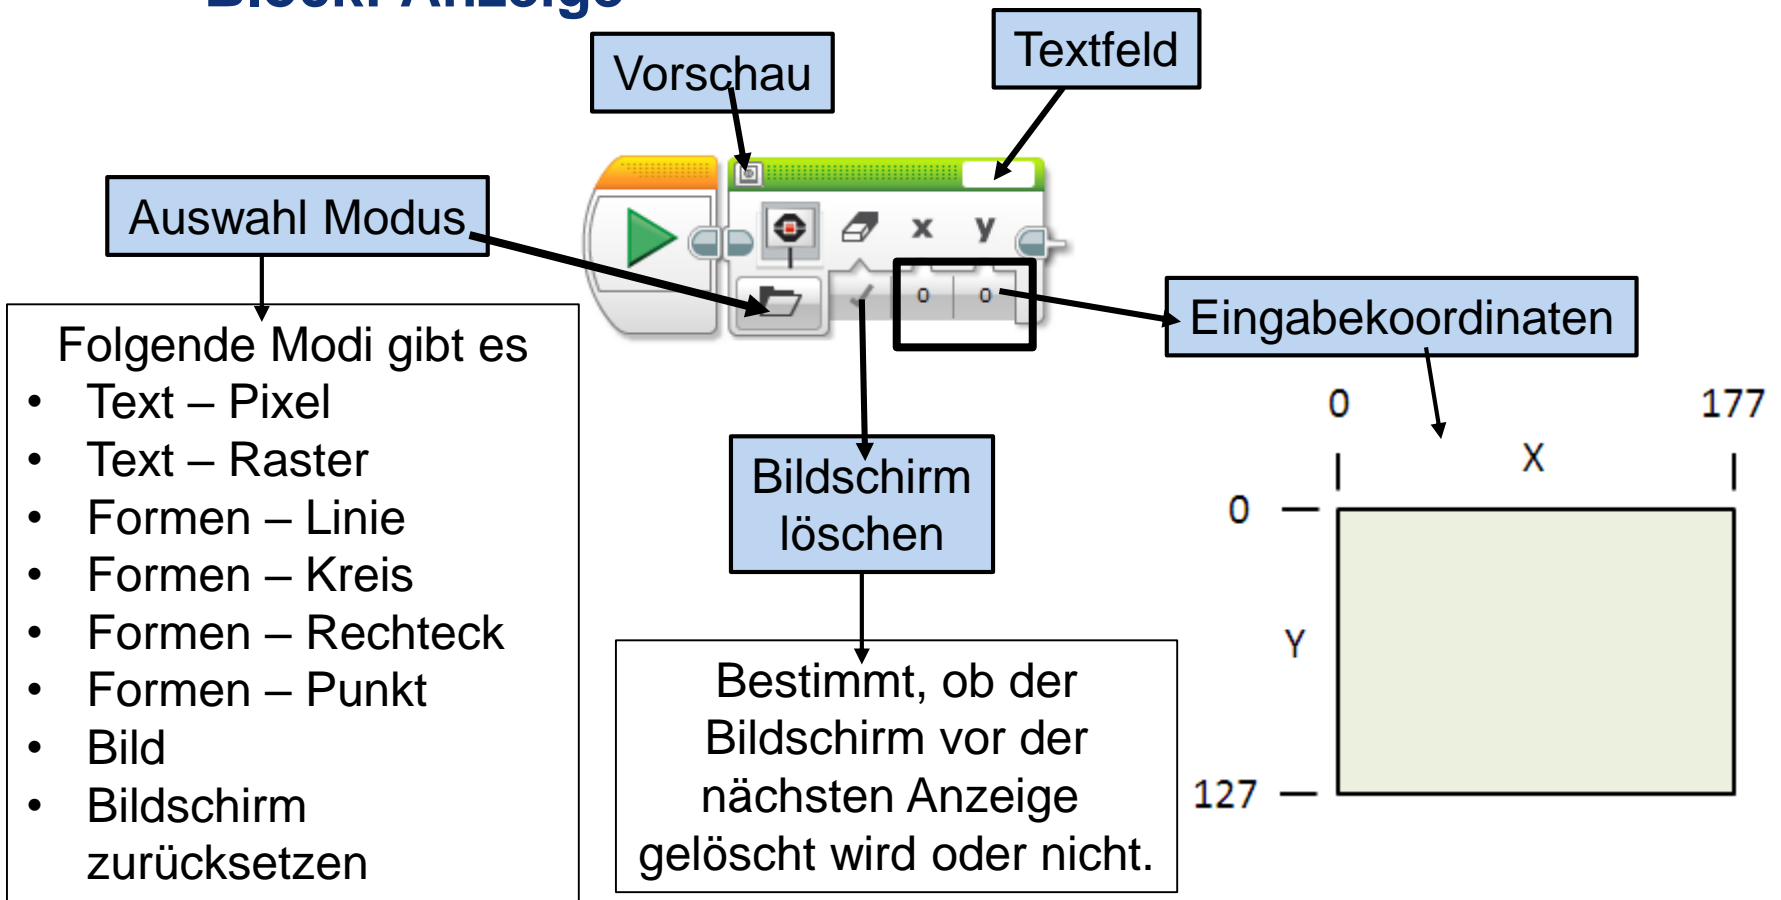 Block: Anzeige
Vorschau
Textfeld
Auswahl Modus
x y
0 0
Eingabekoordinaten
Folgende Modi gibt es
• Text – Pixel
• Text – Raster
• Formen – Linie
• Formen – Kreis
• Formen – Rechteck
• Formen – Punkt
• Bild
• Bildschirm
zurücksetzen
Bildschirm
löschen
Bestimmt, ob der
Bildschirm vor der
nächsten Anzeige
gelöscht wird oder nicht.
0 177
X
0
Y
127